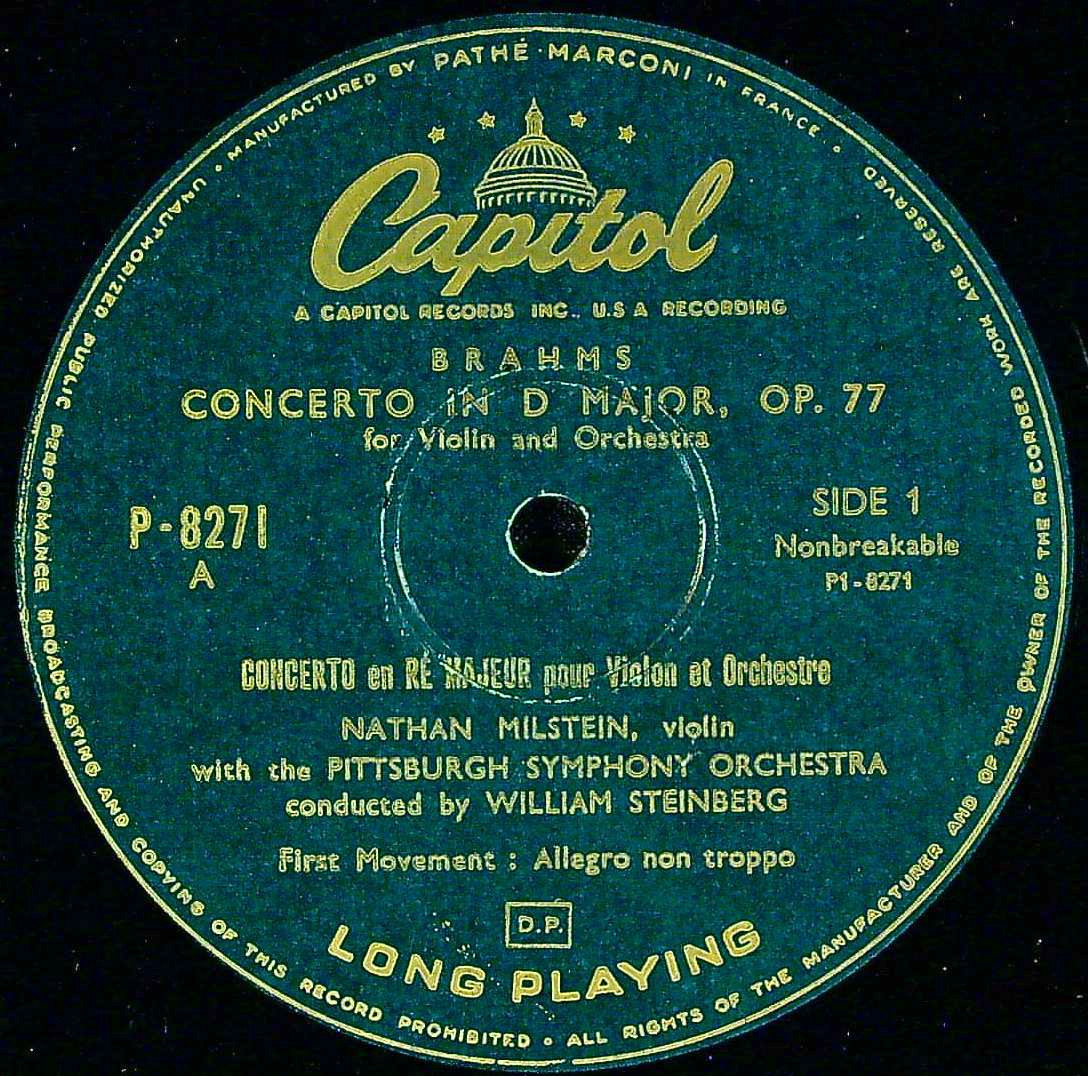 MANUFACTURED BY PATHÉ·MARCONI IN FRANCE.
Capitol
A CAPITOL RECORDS INC., U.S A RECORDING
BRAHMS
CONCERTO IN D MAJOR, OP. 77
for Violin and Orchestra
P-8271
A
SIDE 1
Nonbreakable
P1-8271
CONCERTO en RÉ MAJEUR pour Violon et Orchestre
NATHAN MILSTEIN, violin
with the PITTSBURGH SYMPHONY ORCHESTRA
conducted by WILLIAM STEINBERG
First Movement : Allegro non troppo
D.P.
LONG PLAYING
UNAUTHORIZED PUBLIC PERFORMANCE BROADCASTING AND COPYING OF THIS RECORD PROHIBITED • ALL RIGHTS OF THE MANUFACTURER AND OF THE OWNER OF THE RECORDED WORK ARE RESERVED